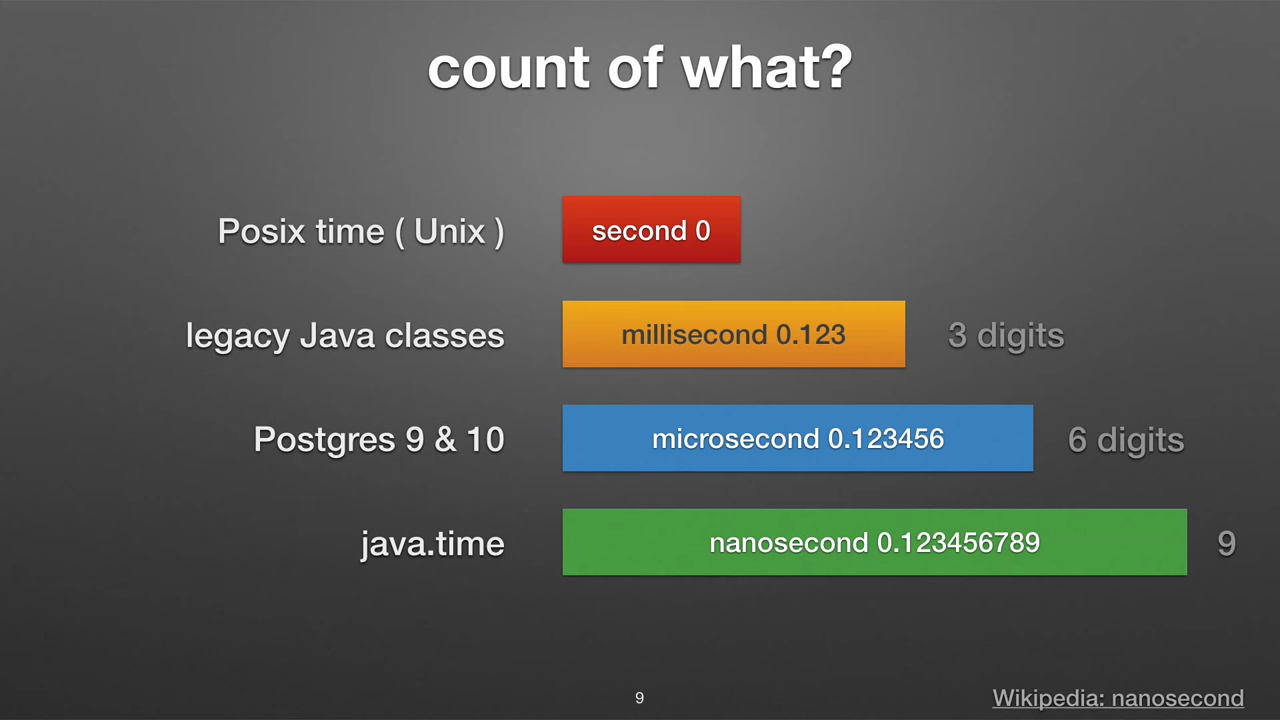 count of what?
Posix time ( Unix ) second 0
legacy Java classes millisecond 0.123 3 digits
Postgres 9 & 10 microsecond 0.123456 6 digits
java.time nanosecond 0.123456789 9
9
Wikipedia: nanosecond